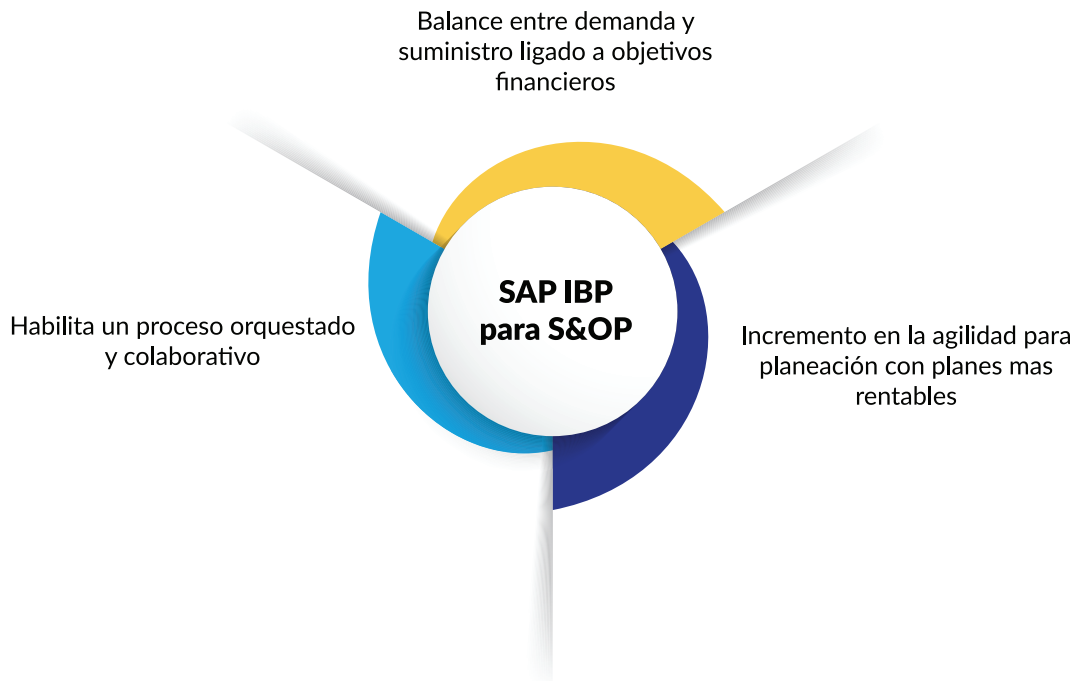 Balance entre demanda y
suministro ligado a objetivos
financieros
SAP IBP
para S&OP
Habilita un proceso orquestado
y colaborativo
Incremento en la agilidad para
planeación con planes mas
rentables